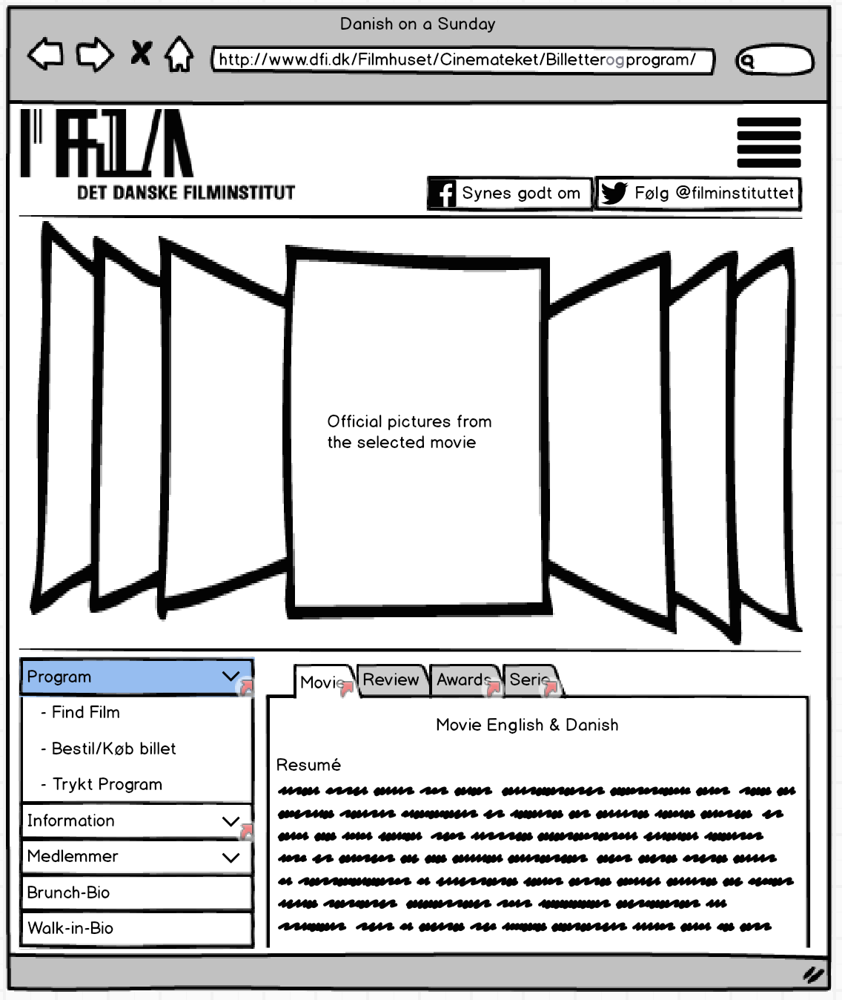 Danish on a Sunday
http://www.dfi.dk/Filmhuset/Cinemateket/Billetterogprogram/
DET DANSKE FILMINSTITUT
Synes godt om
Følg @filminstituttet
Official pictures from
the selected movie
Program
- Find Film
- Bestil/Køb billet
- Trykt Program
Information
Medlemmer
Brunch-Bio
Walk-in-Bio
Movie
Review
Awards
Serie
Movie English & Danish
Resumé